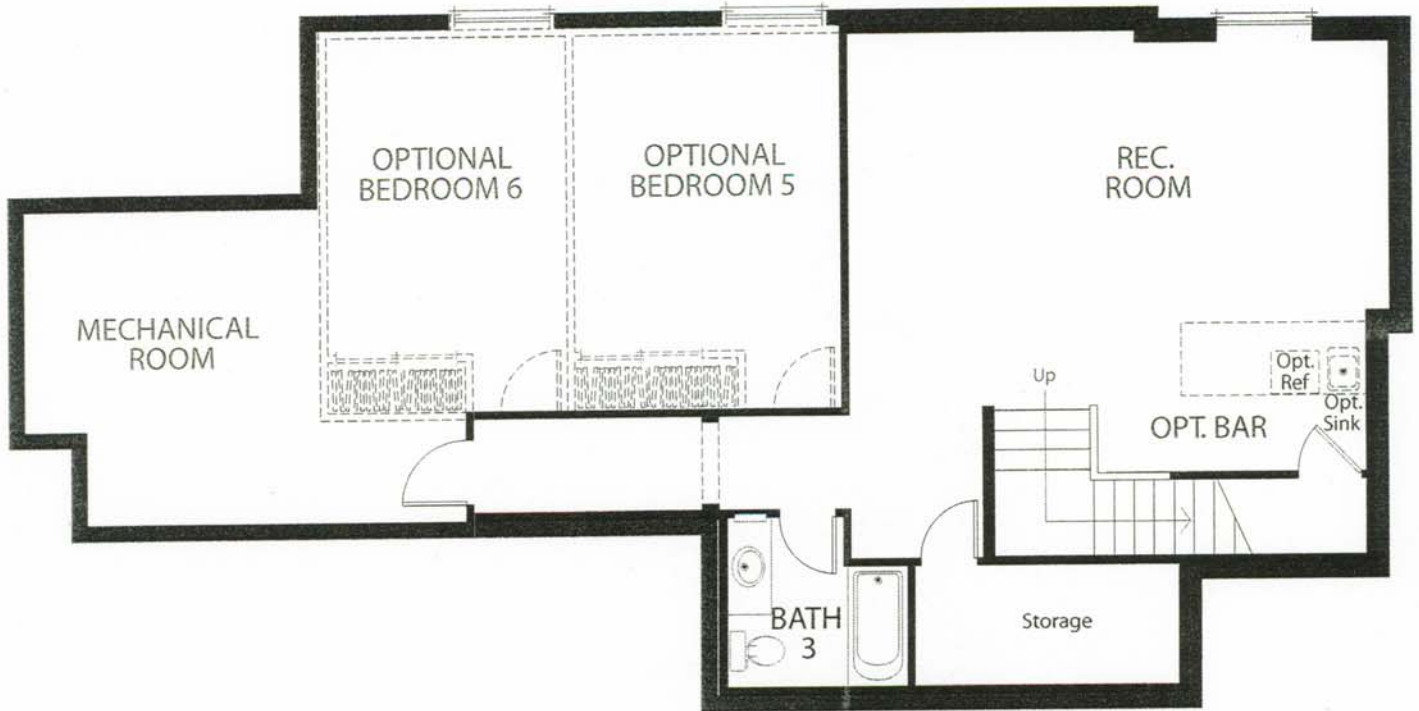 OPTIONAL
BEDROOM 6
OPTIONAL
BEDROOM 5
REC.
ROOM
MECHANICAL
ROOM
Up
Opt.
Ref
Opt.
Sink
OPT. BAR
BATH
3
Storage